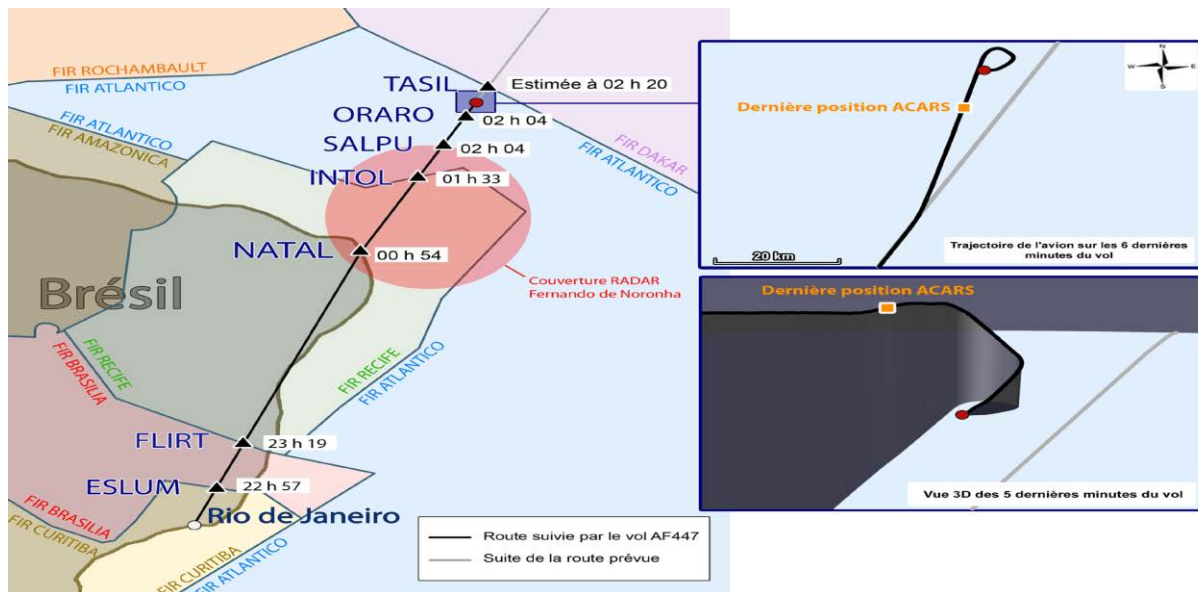 FIR ROCHAMBAULT
FIR ATLANTICO
FIR ATLANTICO
FIR AMAZONICA
TASIL
Estimée à 02 h 20
ORARO
02 h 04
SALPU
02 h 04
INTOL
01 h 33
FIR DAKAR
FIR ATLANTICO
NATAL
00 h 54
Couverture RADAR
Fernando de Noronha
Brésil
FIR RECIFE
FIR BRASILIA
FIR RECIFE
FIR ATLANTICO
FLIRT
23 h 19
ESLUM
22 h 57
Rio de Janeiro
FIR BRASILIA
FIR CURITIBA
FIR CURITIBA
FIR ATLANTICO
Route suivie par le vol AF447
Suite de la route prévue
N
W
E
S
Dernière position ACARS
20 km
Trajectoire de l'avion sur les 6 dernières
minutes du vol
Dernière position ACARS
Vue 3D des 5 dernières minutes du vol